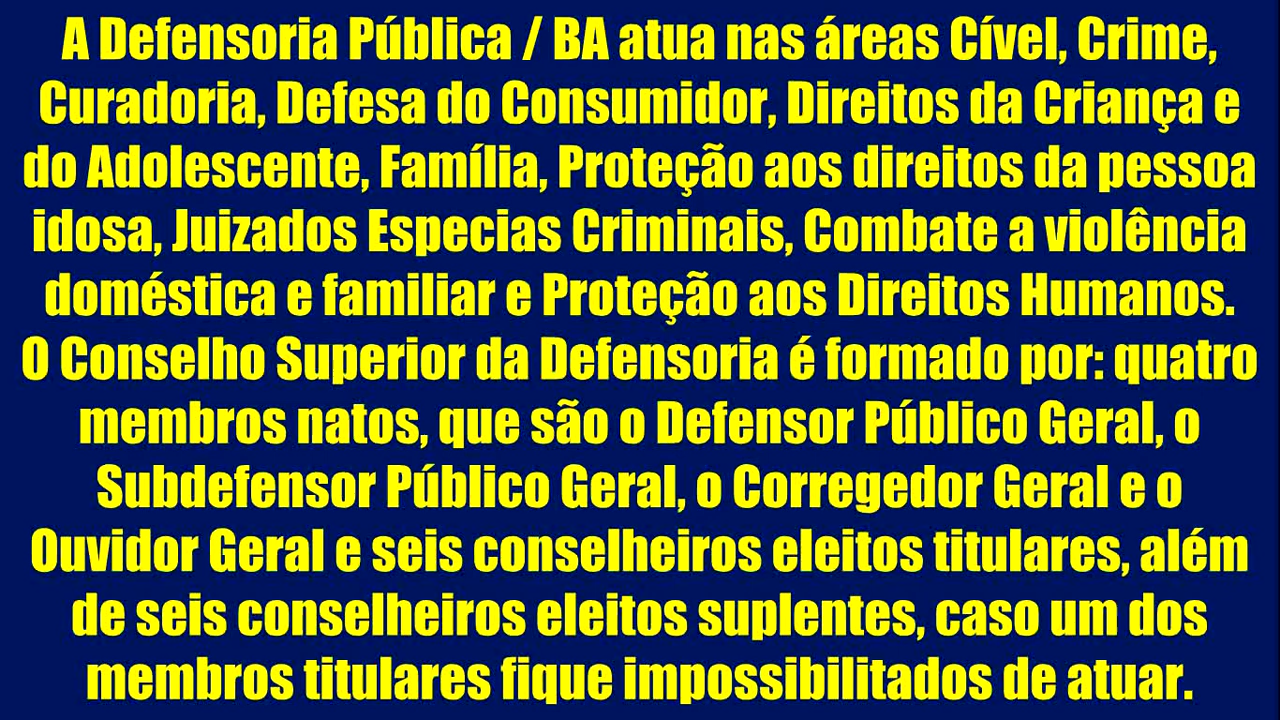 A Defensoria Pública / BA atua nas áreas Cível, Crime,
Curadoria, Defesa do Consumidor, Direitos da Criança e
do Adolescente, Família, Proteção aos direitos da pessoa
idosa, Juizados Especias Criminais, Combate a violência
doméstica e familiar e Proteção aos Direitos Humanos.
O Conselho Superior da Defensoria é formado por: quatro
membros natos, que são o Defensor Público Geral, o
Subdefensor Público Geral, o Corregedor Geral e o
Ouvidor Geral e seis conselheiros eleitos titulares, além
de seis conselheiros eleitos suplentes, caso um dos
membros titulares fique impossibilitados de atuar.